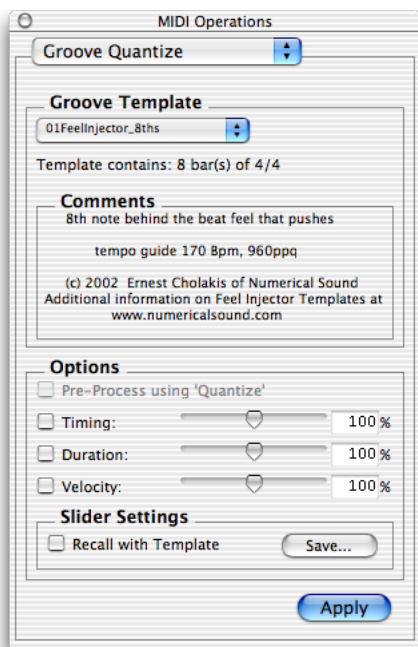 MIDI Operations
Groove Quantize
Groove Template
01FeelInjector_8ths
Template contains: 8 bar(s) of 4/4
Comments
8th note behind the beat feel that pushes
tempo guide 170 Bpm, 960ppq
(c) 2002  Ernest Cholakis of Numerical Sound
Additional information on Feel Injector Templates at
www.numericalsound.com
Options
Pre-Process using 'Quantize'
Timing: 100 %
Duration: 100 %
Velocity: 100 %
Slider Settings
Recall with Template Save...
Apply